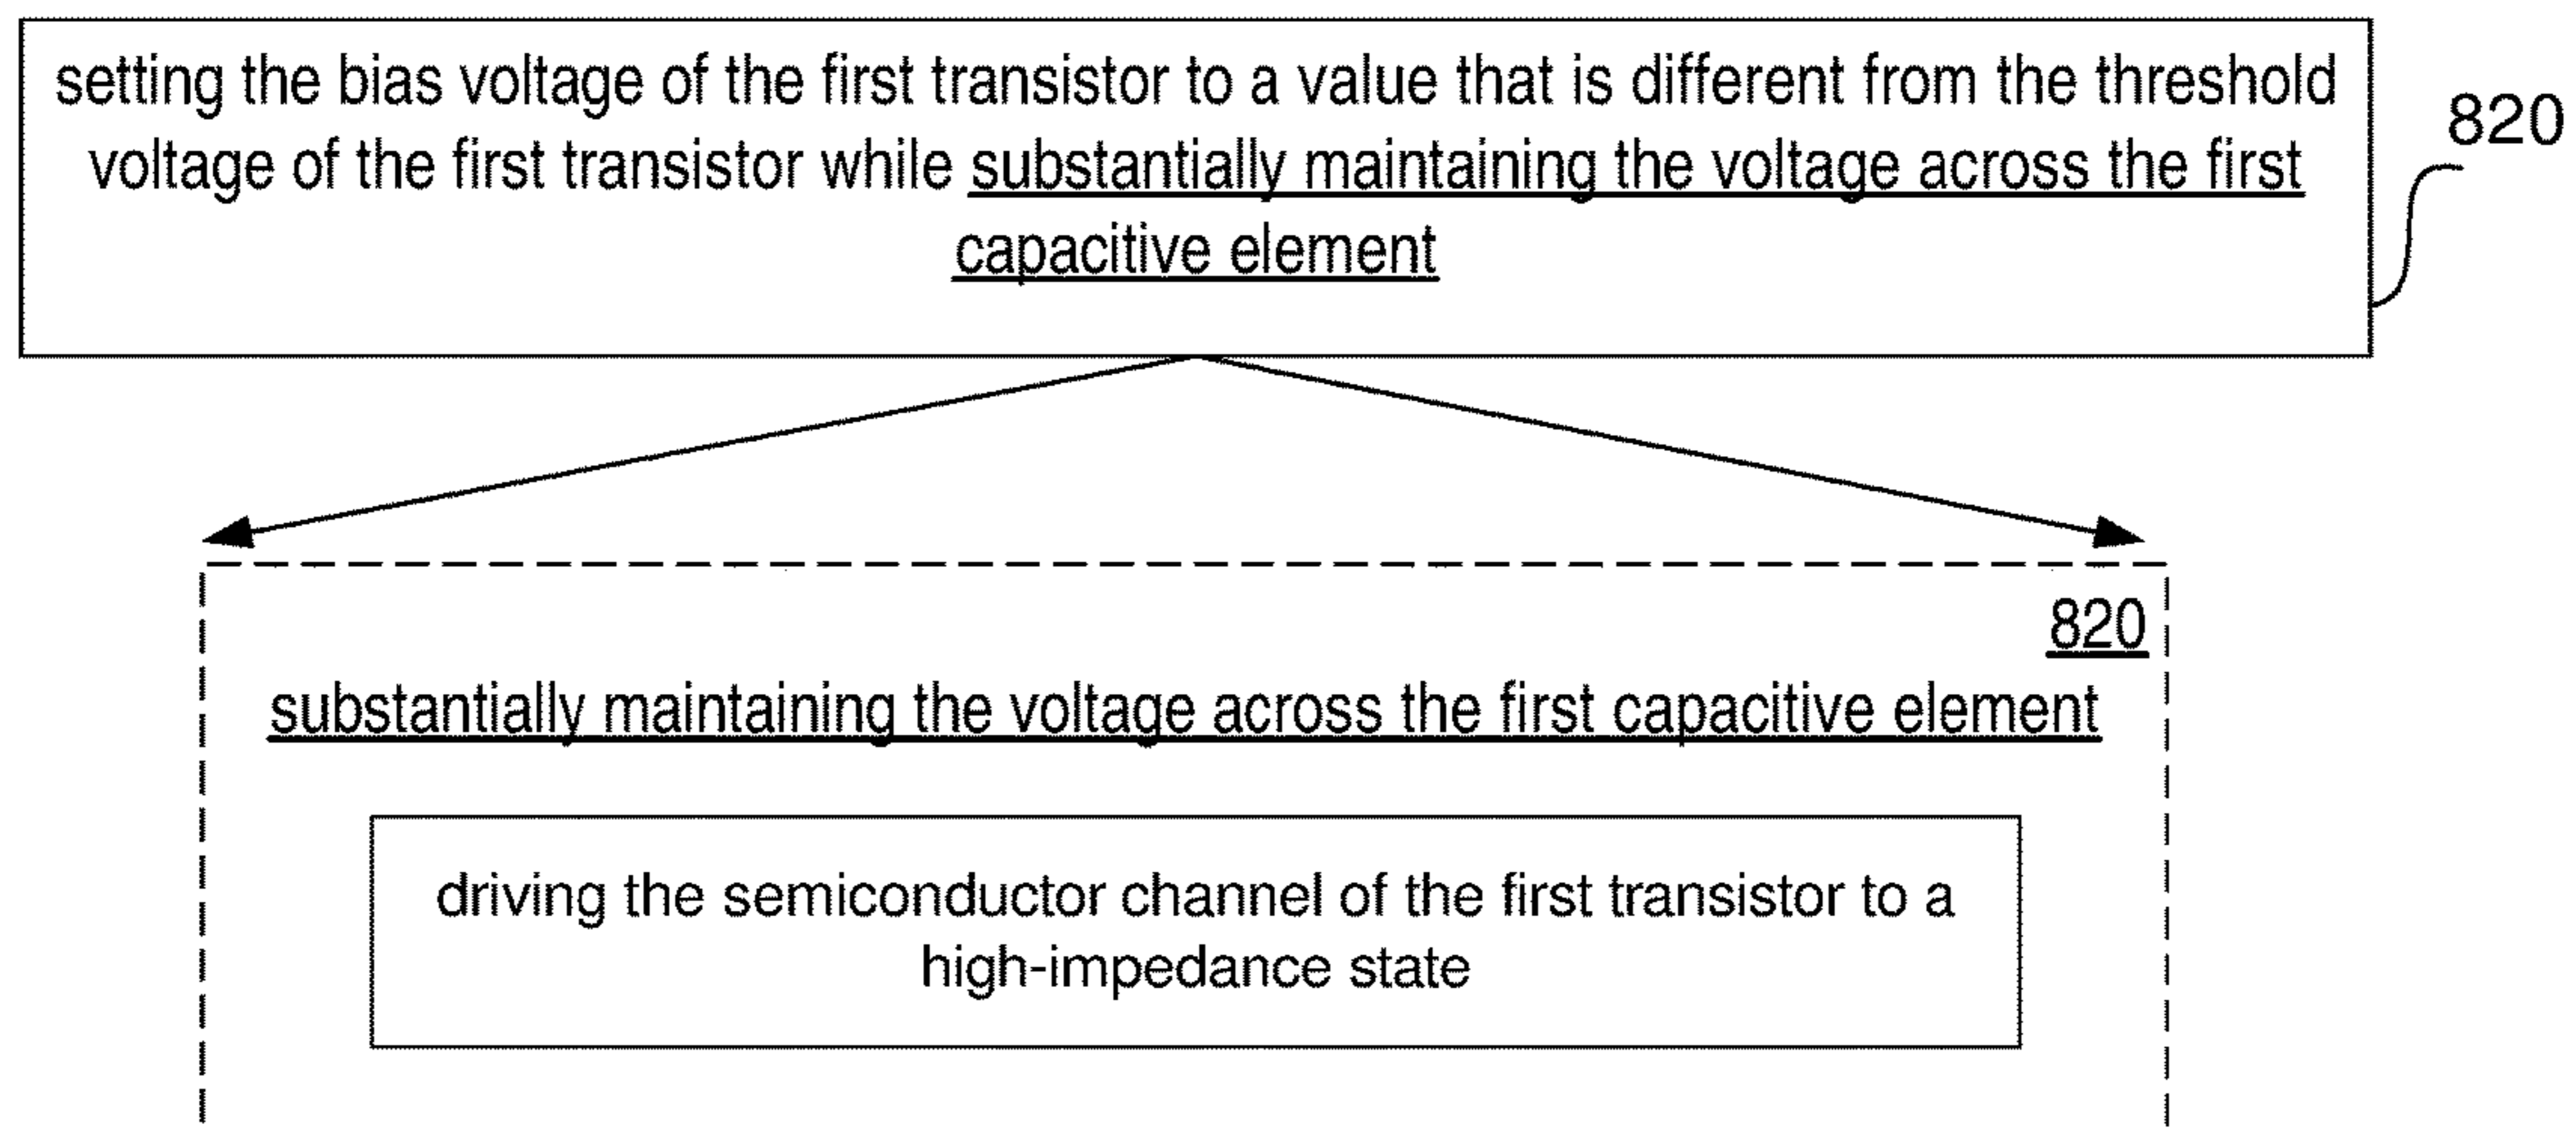 setting the bias voltage of the first transistor to a value that is different from the threshold
voltage of the first transistor while substantially maintaining the voltage across the first
capacitive element
820
820
substantially maintaining the voltage across the first capacitive element
driving the semiconductor channel of the first transistor to a
high-impedance state